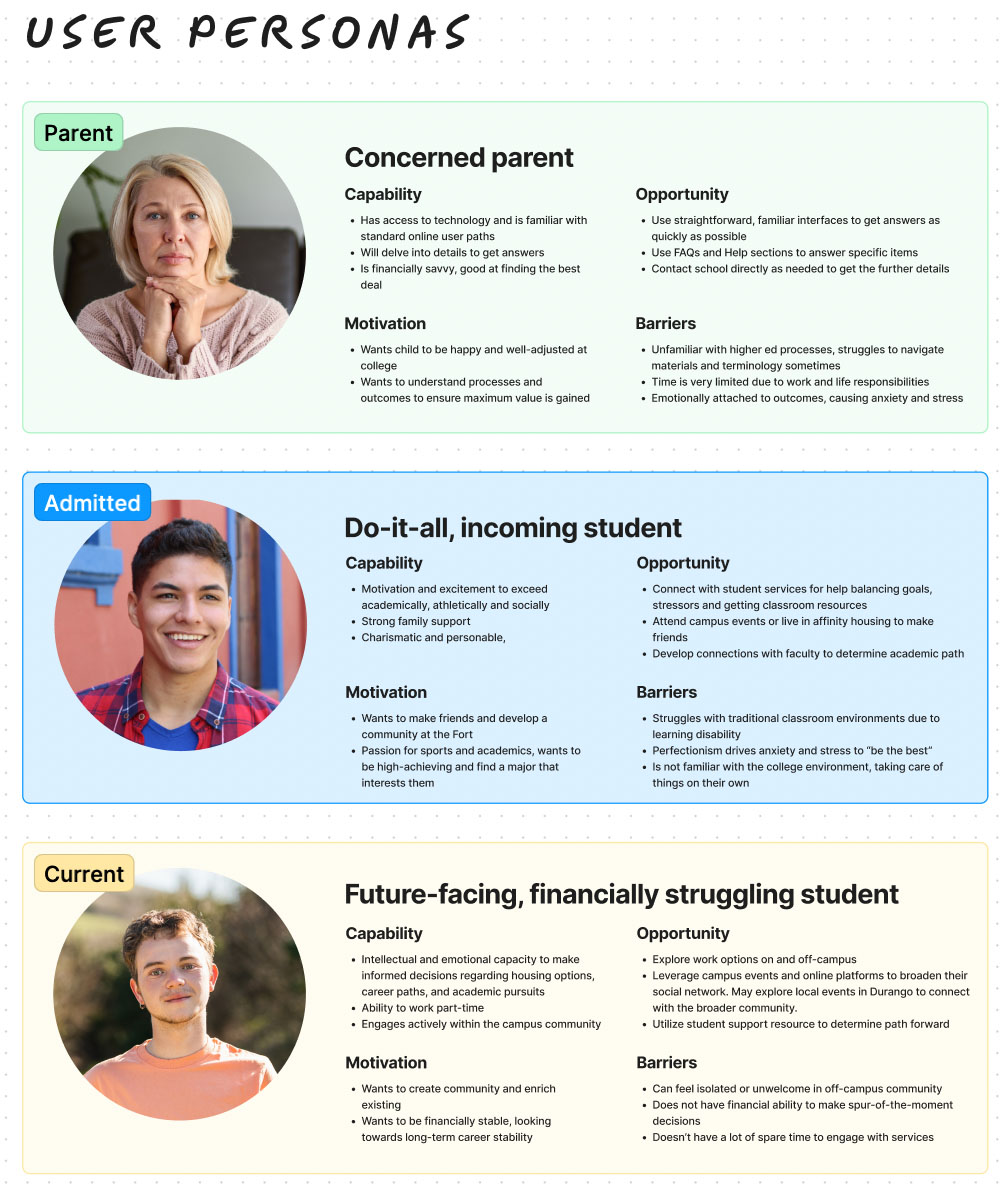 USER PERSONAS
Parent
Concerned parent
Capability
• Has access to technology and is familiar with
standard online user paths
• Will delve into details to get answers
• Is financially savvy, good at finding the best
deal
Opportunity
• Use straightforward, familiar interfaces to get answers as
quickly as possible
• Use FAQs and Help sections to answer specific items
• Contact school directly as needed to get the further details
Motivation
• Wants child to be happy and well-adjusted at
college
• Wants to understand processes and
outcomes to ensure maximum value is gained
Barriers
• Unfamiliar with higher ed processes, struggles to navigate
materials and terminology sometimes
• Time is very limited due to work and life responsibilities
• Emotionally attached to outcomes, causing anxiety and stress
Admitted
Do-it-all, incoming student
Capability
• Motivation and excitement to exceed
academically, athletically and socially
• Strong family support
• Charismatic and personable,
Opportunity
• Connect with student services for help balancing goals,
stressors and getting classroom resources
• Attend campus events or live in affinity housing to make
friends
• Develop connections with faculty to determine academic path
Motivation
• Wants to make friends and develop a
community at the Fort
• Passion for sports and academics, wants to
be high-achieving and find a major that
interests them
Barriers
• Struggles with traditional classroom environments due to
learning disability
• Perfectionism drives anxiety and stress to “be the best”
• Is not familiar with the college environment, taking care of
things on their own
Current
Future-facing, financially struggling student
Capability
• Intellectual and emotional capacity to make
informed decisions regarding housing options,
career paths, and academic pursuits
• Ability to work part-time
• Engages actively within the campus community
Opportunity
• Explore work options on and off-campus
• Leverage campus events and online platforms to broaden their
social network. May explore local events in Durango to connect
with the broader community.
• Utilize student support resource to determine path forward
Motivation
• Wants to create community and enrich
existing
• Wants to be financially stable, looking
towards long-term career stability
Barriers
• Can feel isolated or unwelcome in off-campus community
• Does not have financial ability to make spur-of-the-moment
decisions
• Doesn’t have a lot of spare time to engage with services